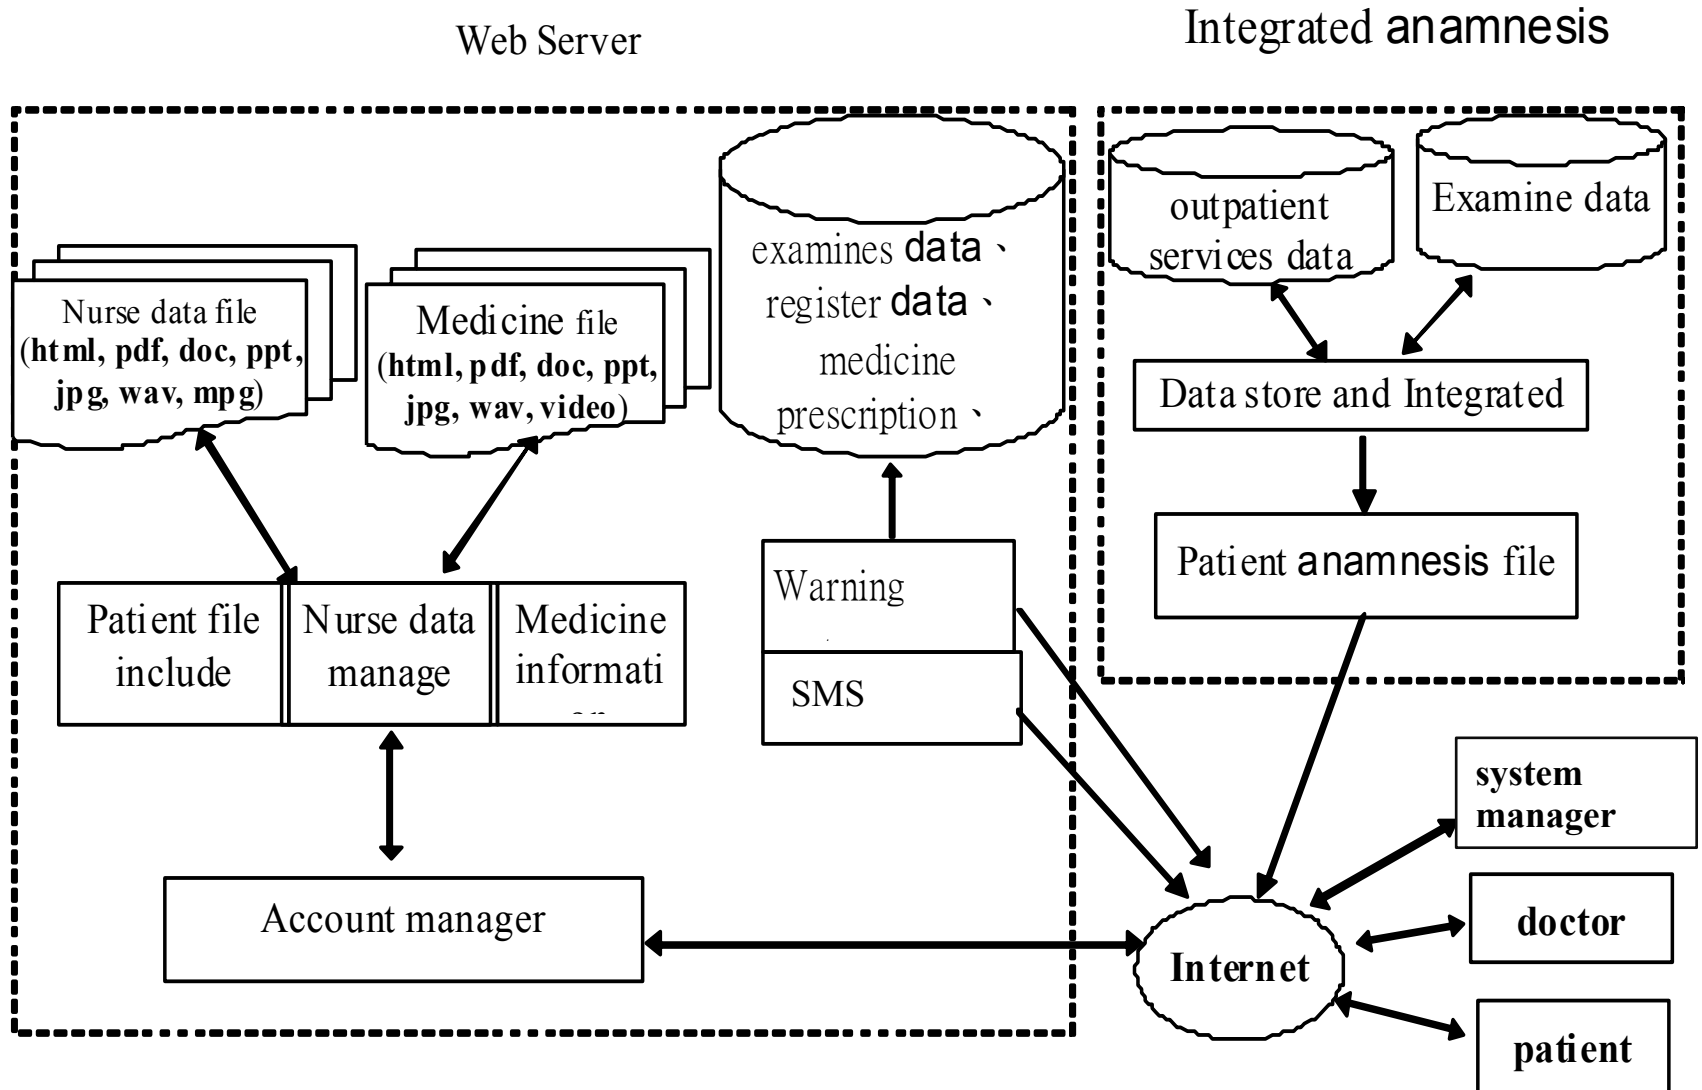 Web Server
Integrated anamnesis
Nurse data file
(html, pdf, doc, ppt,
jpg, wav, mpg)
Medicine file
(html, pdf, doc, ppt,
jpg, wav, video)
examines data、
register data、
medicine
prescription、
outpatient
services data
Examine data
Data store and Integrated
Patient anamnesis file
Patient file
include
Nurse data
manage
Medicine
informati
Warning
SMS
Account manager
Internet
system
manager
doctor
patient